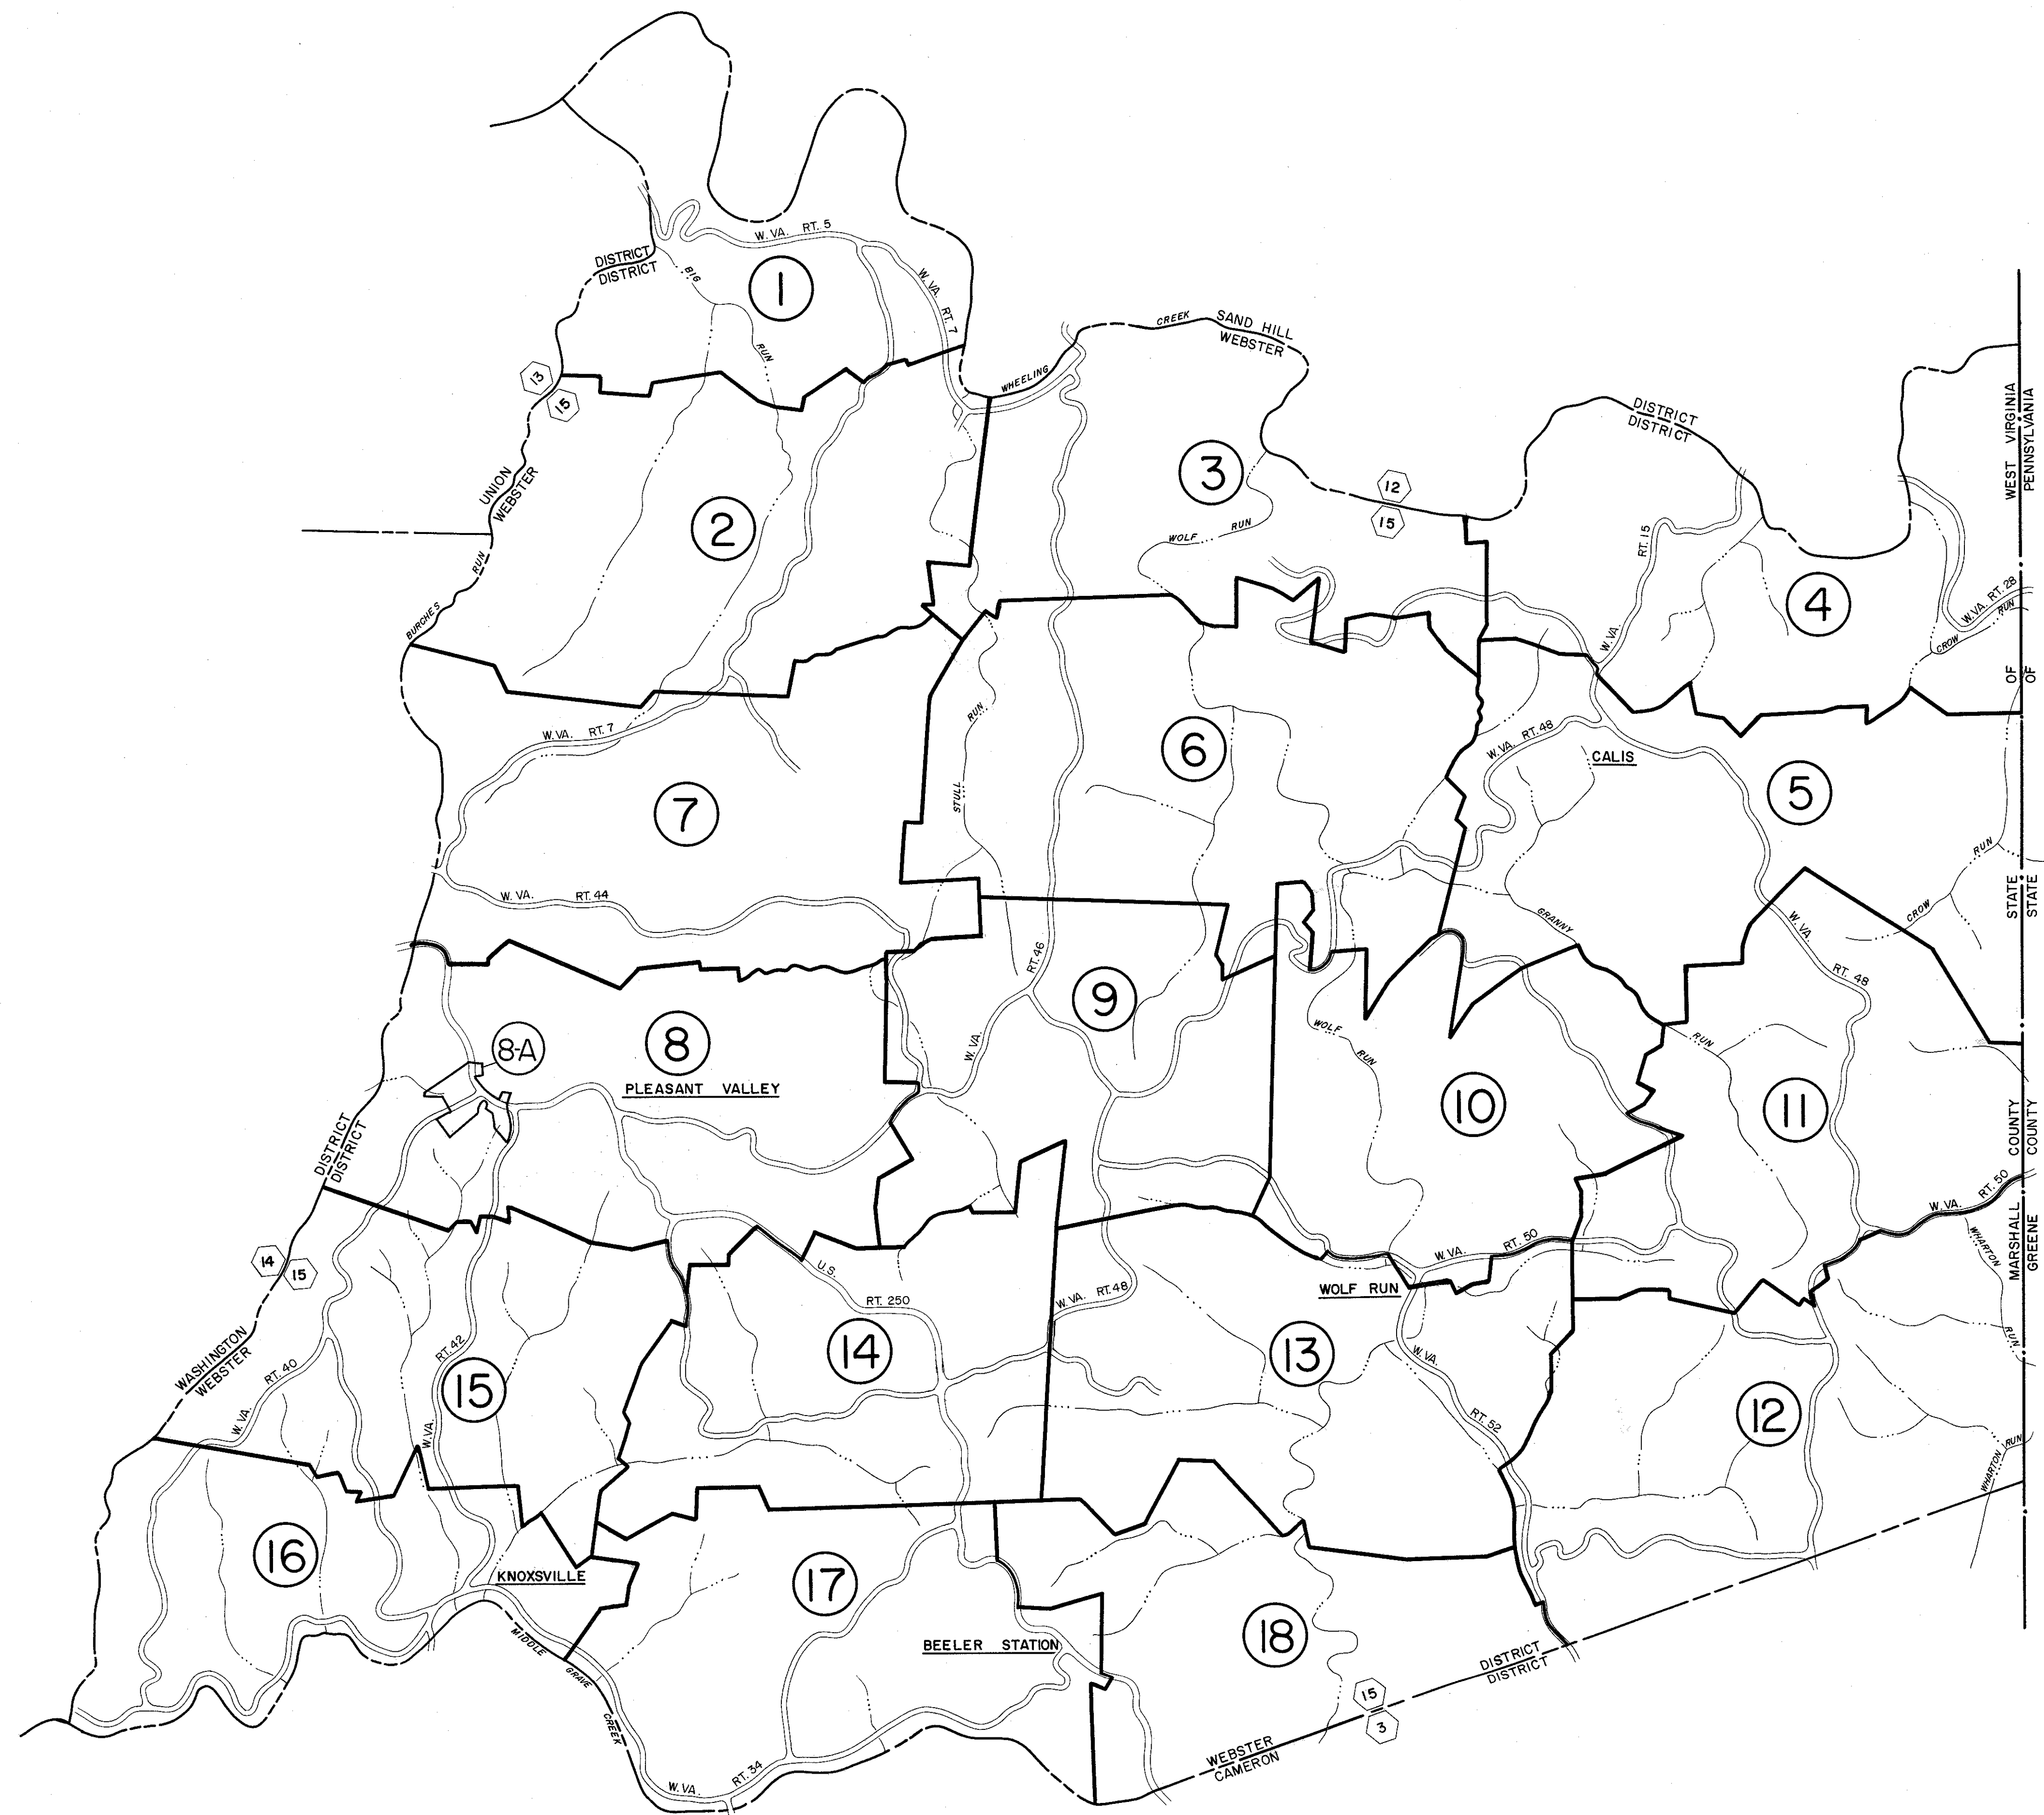 W. VA. RT. 5
DISTRICT
DISTRICT
BIG
RUN
1
W. VA. RT. 7
WHEELING
CREEK
SAND HILL
WEBSTER
13
15
UNION
WEBSTER
2
3
WOLF RUN
12
15
DISTRICT
DISTRICT
WEST VIRGINIA
PENNSYLVANIA
RUN
BURCHES
W. VA. RT. 15
4
W. VA. RT. 28
CROW RUN
STATE OF
STATE OF
W. VA. RT. 7
RUN
STULL
6
W. VA. RT. 48
CALIS
5
7
W. VA. RT. 44
GRANNY
CROW RUN
W. VA. RT. 48
W. VA. RT. 46
9
8
8-A
PLEASANT VALLEY
WOLF RUN
10
RUN
11
MARSHALL COUNTY
GREENE COUNTY
DISTRICT
DISTRICT
W. VA. RT. 50
W. VA. RT. 50
WHARTON
RUN
14
15
WOLF RUN
U.S. RT. 250
W. VA. RT. 48
14
13
W. VA. RT. 52
WASHINGTON
WEBSTER
W. VA. RT. 40
W. VA. RT. 42
15
12
WHARTON RUN
16
KNOXSVILLE
17
MIDDLE
GRAVE
CREEK
BEELER STATION
18
DISTRICT
DISTRICT
15
3
WEBSTER
CAMERON
W. VA. RT. 34